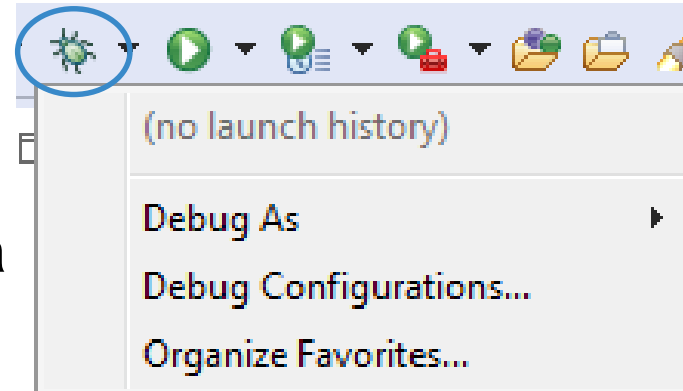 (no launch history)
Debug As
Debug Configurations...
Organize Favorites...